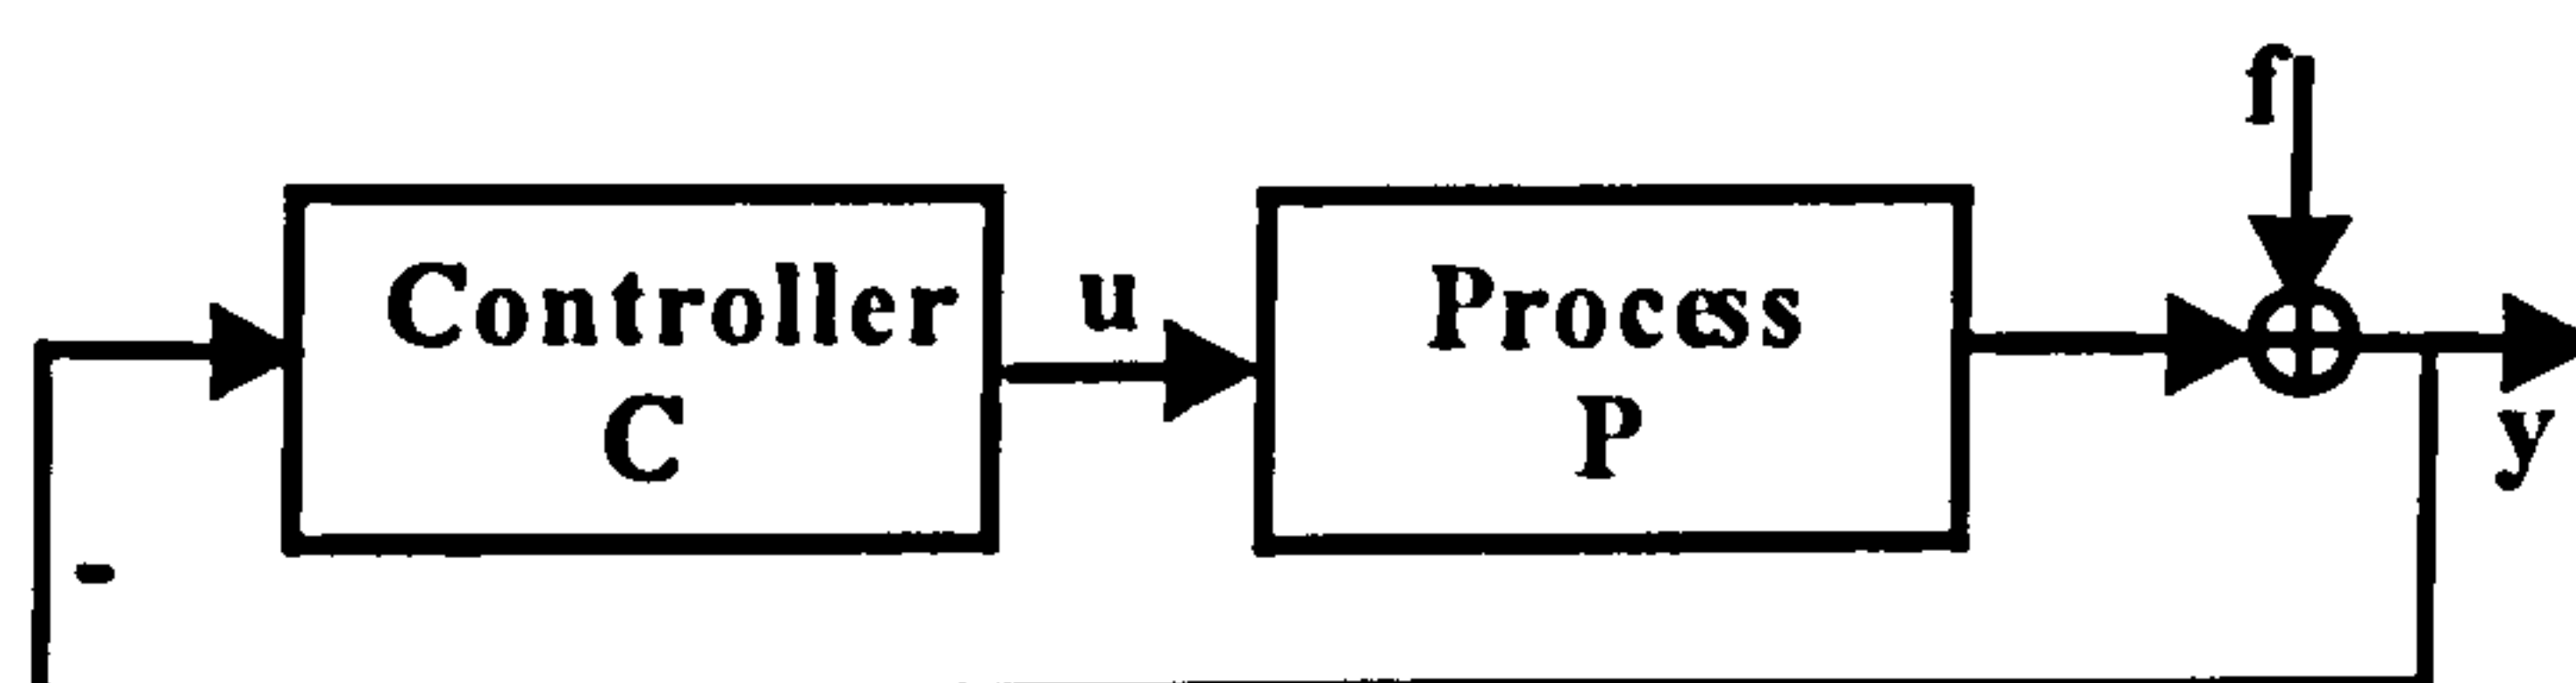 f
Controller
C
u
Process
P
y
-